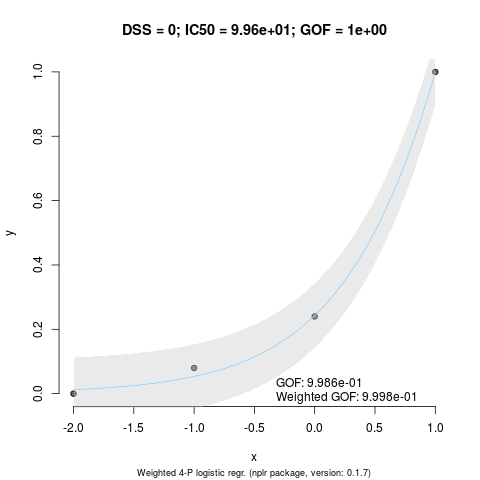 DSS = 0; IC50 = 9.96e+01; GOF = 1e+00
1.0
0.8
0.6
0.4
0.2
0.0
y
GOF: 9.986e-01
Weighted GOF: 9.998e-01
-2.0 -1.5 -1.0 -0.5 0.0 0.5 1.0
x
Weighted 4-P logistic regr. (nplr package, version: 0.1.7)